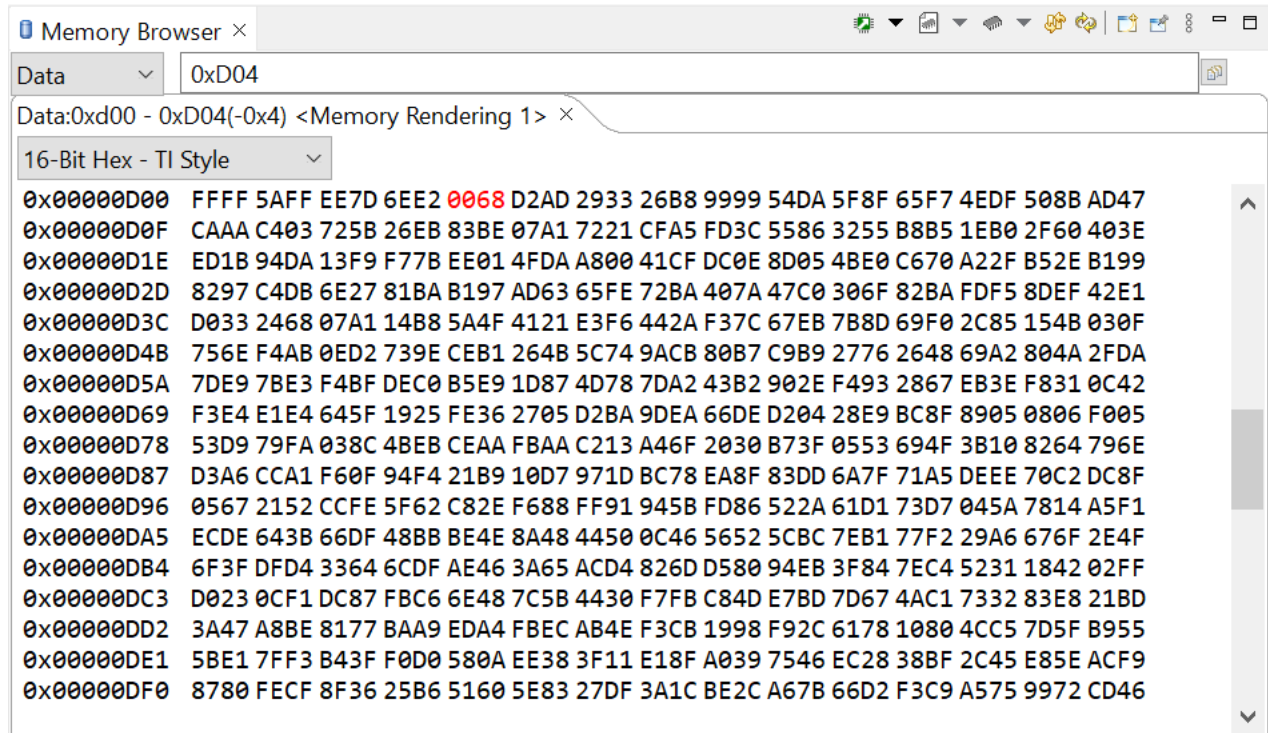 Memory Browser ×
Data 0xD04
Data:0xd00 - 0xD04(-0x4) <Memory Rendering 1> ×
16-Bit Hex - TI Style
0x00000D00 FFFF 5AFF EE7D 6EE2 0068 D2AD 2933 26B8 9999 54DA 5F8F 65F7 4EDF 508B AD47
0x00000D0F CAAA C403 725B 26EB 83BE 07A1 7221 CFA5 FD3C 5586 3255 B8B5 1EB0 2F60 403E
0x00000D1E ED1B 94DA 13F9 F77B EE01 4FDA A800 41CF DC0E 8D05 4BE0 C670 A22F B52E B199
0x00000D2D 8297 C4DB 6E27 81BA B197 AD63 65FE 72BA 407A 47C0 306F 82BA FDF5 8DEF 42E1
0x00000D3C D033 2468 07A1 14B8 5A4F 4121 E3F6 442A F37C 67EB 7B8D 69F0 2C85 154B 030F
0x00000D4B 756E F4AB 0ED2 739E CEB1 264B 5C74 9ACB 80B7 C9B9 2776 2648 69A2 804A 2FDA
0x00000D5A 7DE9 7BE3 F4BF DEC0 B5E9 1D87 4D78 7DA2 43B2 902E F493 2867 EB3E F831 0C42
0x00000D69 F3E4 E1E4 645F 1925 FE36 2705 D2BA 9DEA 66DE D204 28E9 BC8F 8905 0806 F005
0x00000D78 53D9 79FA 038C 4BEB CEAA FBAA C213 A46F 2030 B73F 0553 694F 3B10 8264 796E
0x00000D87 D3A6 CCA1 F60F 94F4 21B9 10D7 971D BC78 EA8F 83DD 6A7F 71A5 DEEE 70C2 DC8F
0x00000D96 0567 2152 CCFE 5F62 C82E F688 FF91 945B FD86 522A 61D1 73D7 045A 7814 A5F1
0x00000DA5 ECDE 643B 66DF 48BB BE4E 8A48 4450 0C46 5652 5CBC 7EB1 77F2 29A6 676F 2E4F
0x00000DB4 6F3F DFD4 3364 6CDF AE46 3A65 ACD4 826D D580 94EB 3F84 7EC4 5231 1842 02FF
0x00000DC3 D023 0CF1 DC87 FBC6 6E48 7C5B 4430 F7FB C84D E7BD 7D67 4AC1 7332 83E8 21BD
0x00000DD2 3A47 A8BE 8177 BAA9 EDA4 FBEC AB4E F3CB 1998 F92C 6178 1080 4CC5 7D5F B955
0x00000DE1 5BE1 7FF3 B43F F0D0 580A EE38 3F11 E18F A039 7546 EC28 38BF 2C45 E85E ACF9
0x00000DF0 8780 FECF 8F36 25B6 5160 5E83 27DF 3A1C BE2C A67B 66D2 F3C9 A575 9972 CD46